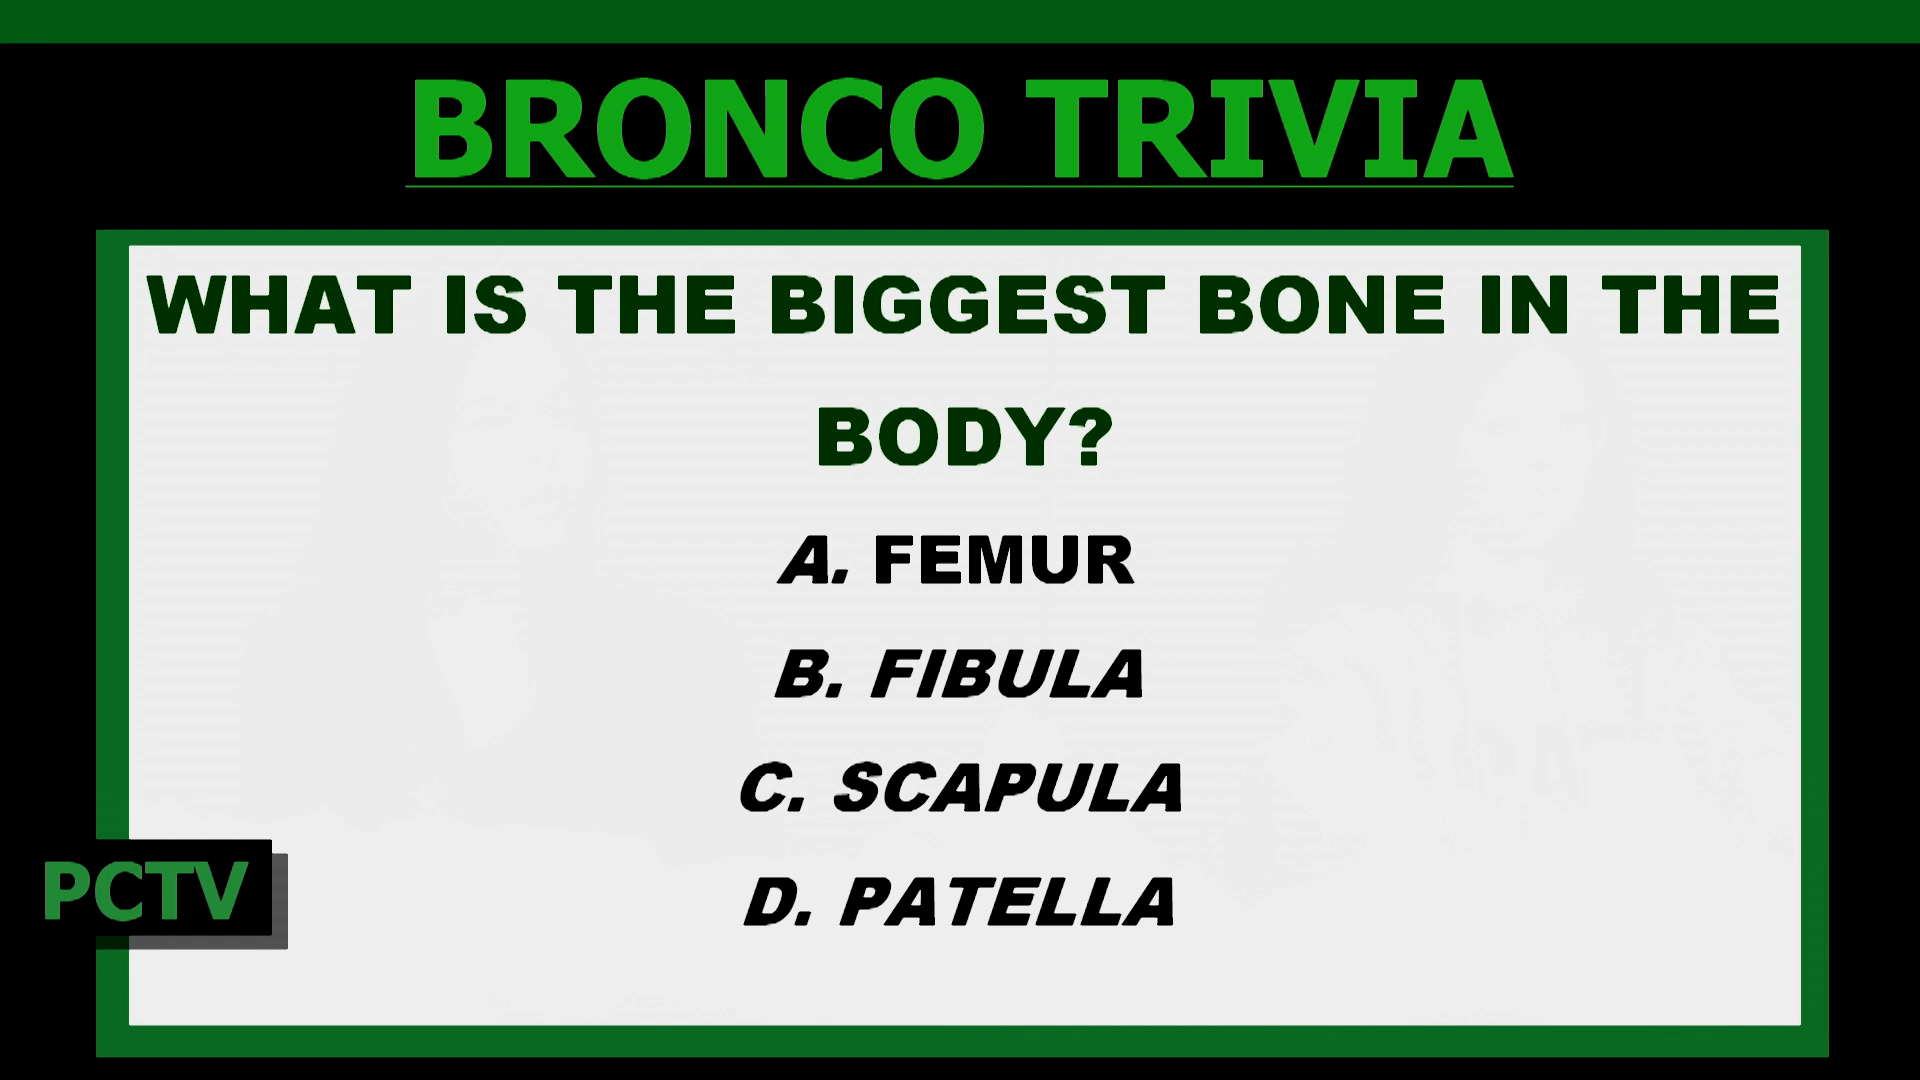 BRONCO TRIVIA
WHAT IS THE BIGGEST BONE IN THE
BODY?
A. FEMUR
B. FIBULA
C. SCAPULA
D. PATELLA
PCTV